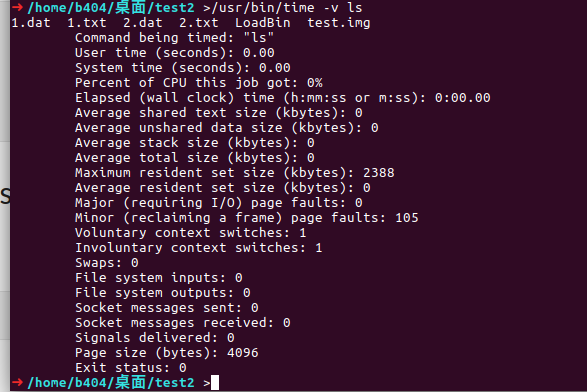 ➜ /home/b404/桌面/test2 >/usr/bin/time -v ls
1.dat  1.txt  2.dat  2.txt  LoadBin  test.img
Command being timed: "ls"
User time (seconds): 0.00
System time (seconds): 0.00
Percent of CPU this job got: 0%
Elapsed (wall clock) time (h:mm:ss or m:ss): 0:00.00
Average shared text size (kbytes): 0
Average unshared data size (kbytes): 0
Average stack size (kbytes): 0
Average total size (kbytes): 0
Maximum resident set size (kbytes): 2388
Average resident set size (kbytes): 0
Major (requiring I/O) page faults: 0
Minor (reclaiming a frame) page faults: 105
Voluntary context switches: 1
Involuntary context switches: 1
Swaps: 0
File system inputs: 0
File system outputs: 0
Socket messages sent: 0
Socket messages received: 0
Signals delivered: 0
Page size (bytes): 4096
Exit status: 0
➜ /home/b404/桌面/test2 >
s